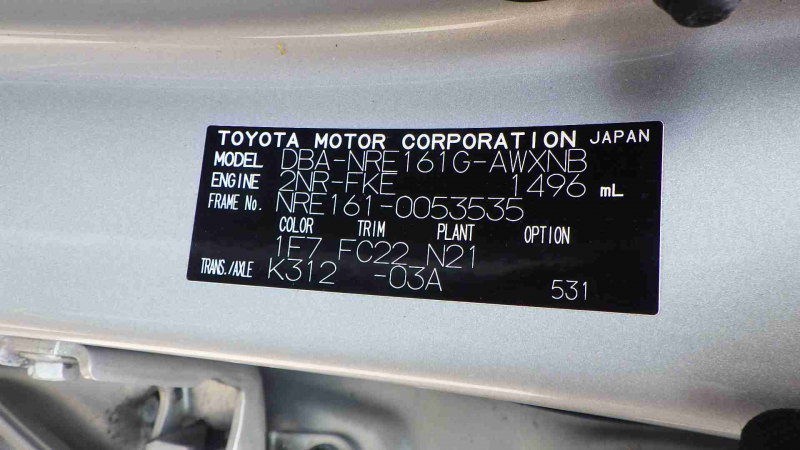 TOYOTA MOTOR CORPORATION JAPAN
MODEL DBA-NRE161G-AWXNB
ENGINE 2NR-FKE 1496 mL
FRAME No. NRE161-0053535
COLOR TRIM PLANT OPTION
1F7 FC22 N21
TRANS./AXLE K312 -03A 531